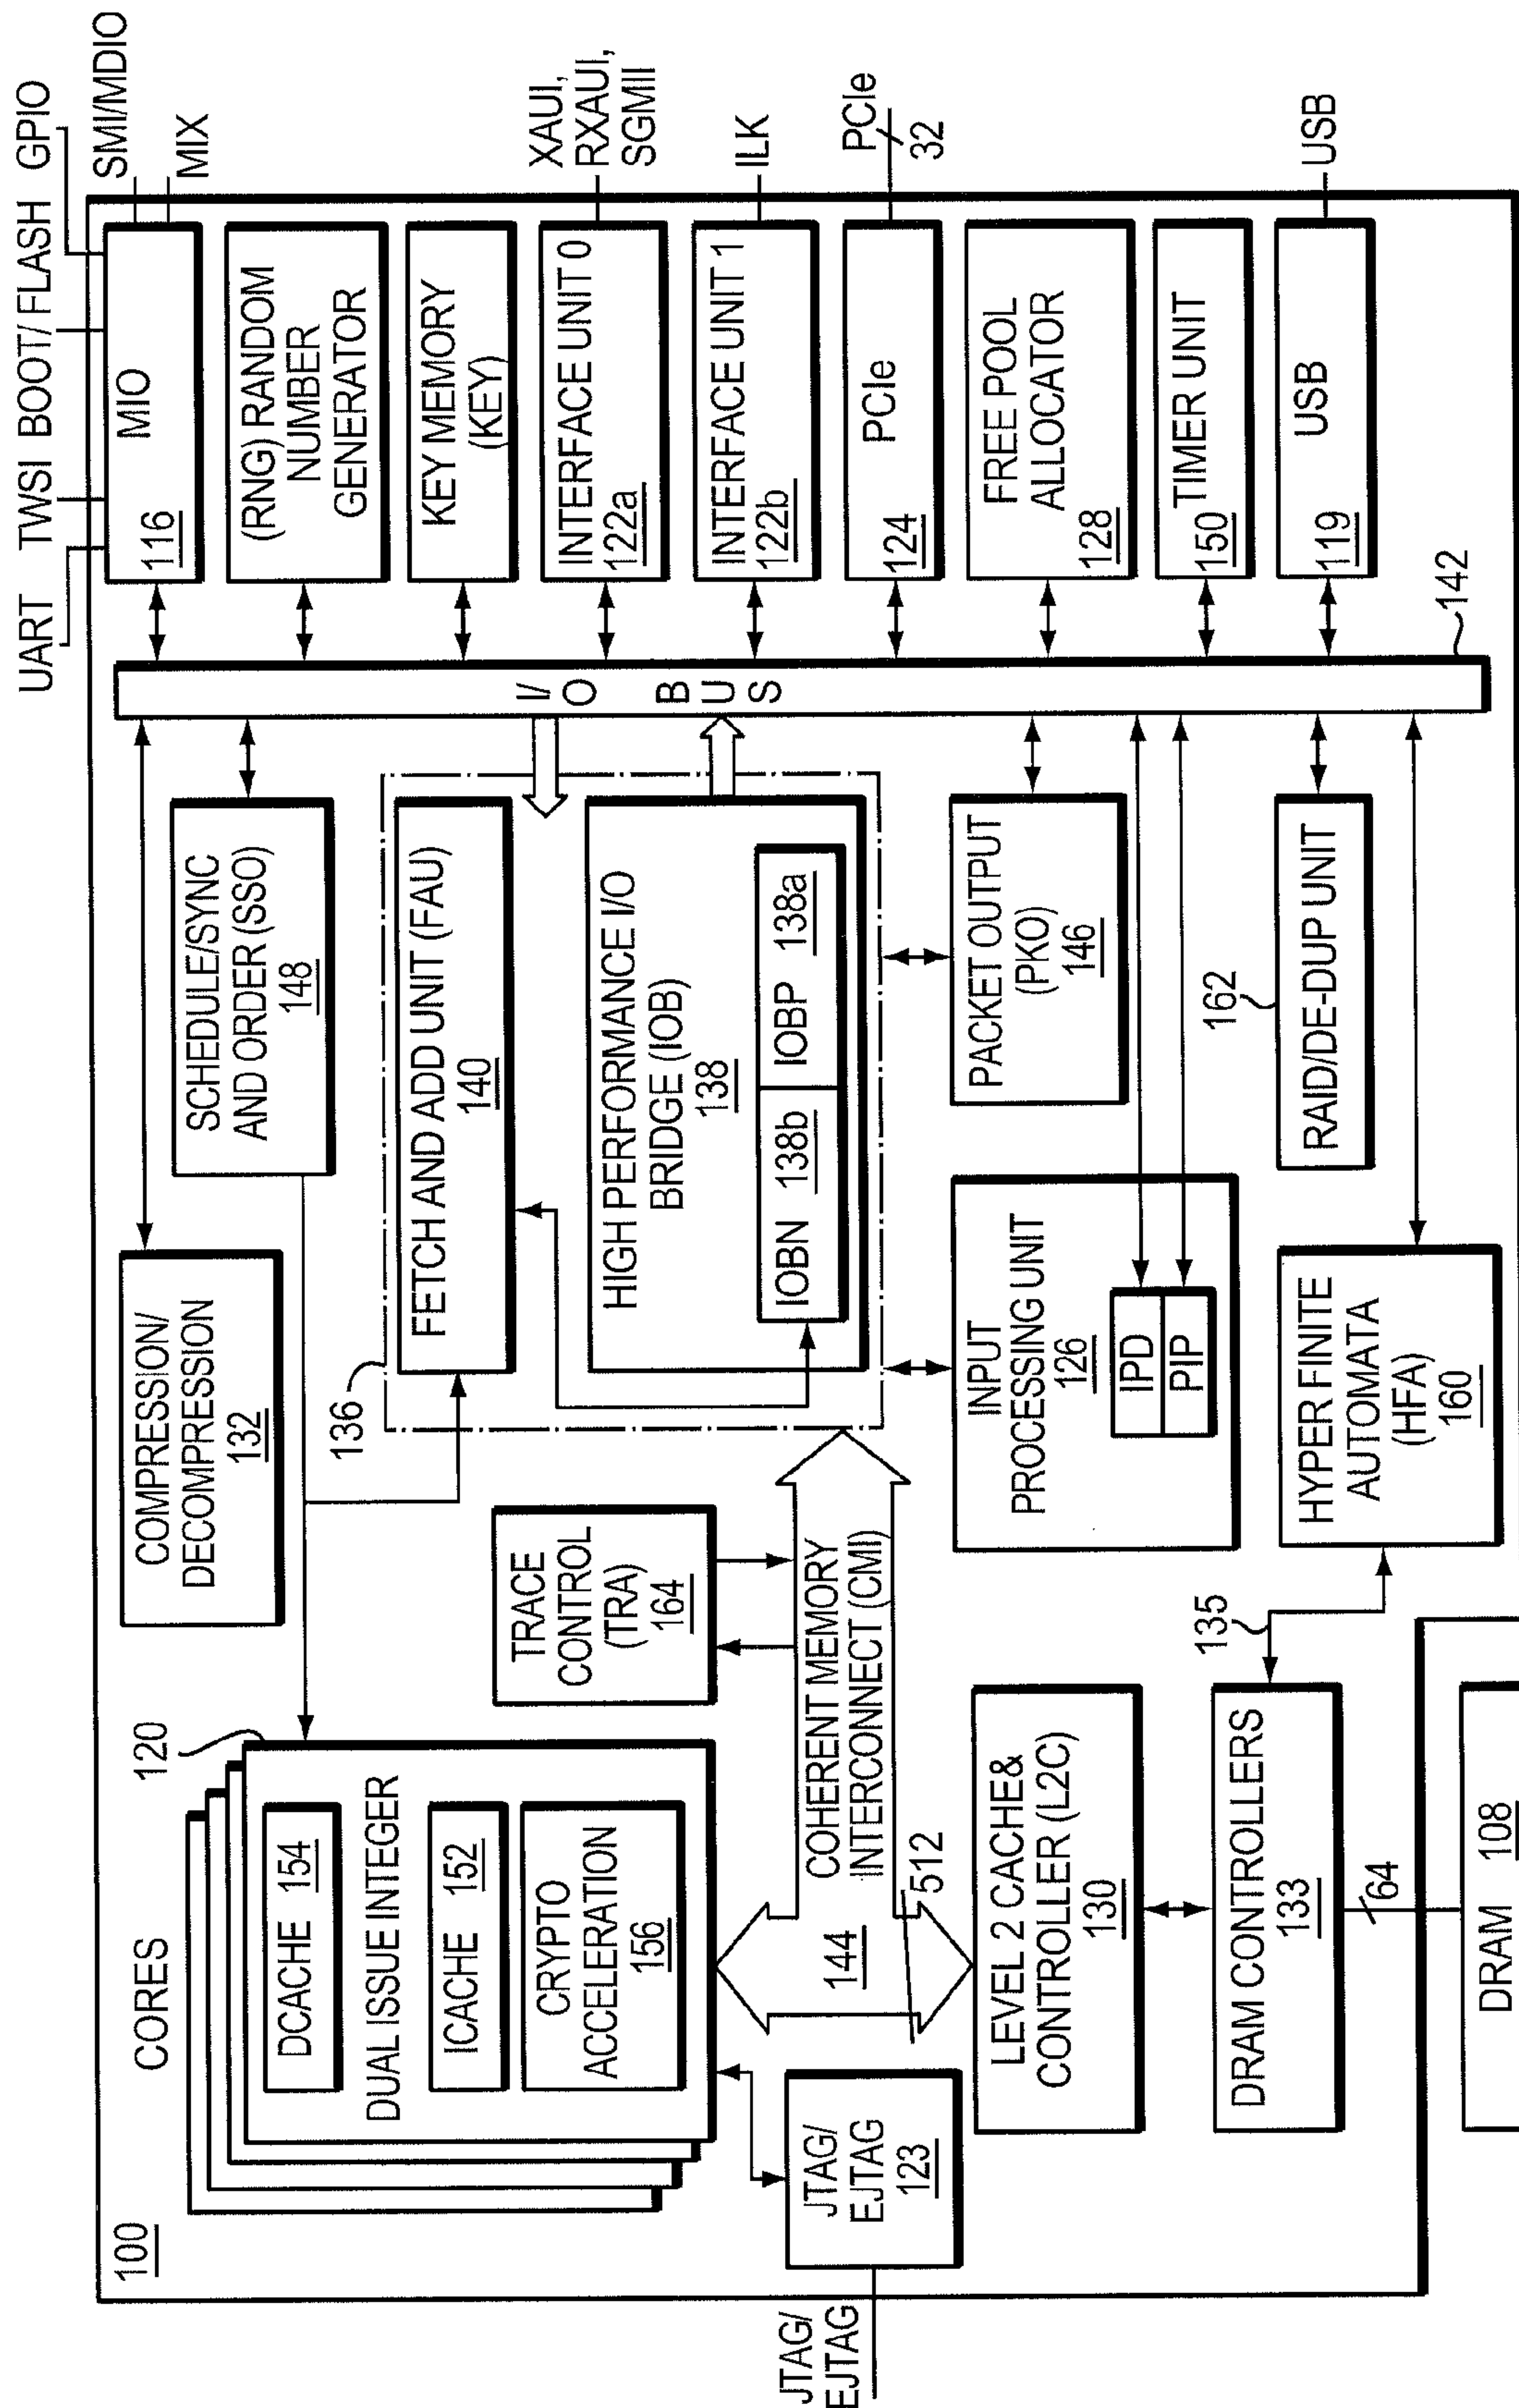 100
CORES
120
DCACHE 154
DUAL ISSUE INTEGER
ICACHE 152
CRYPTO
ACCELERATION
156
JTAG/
EJTAG
JTAG/
EJTAG
123
COMPRESSION/
DECOMPRESSION
132
SCHEDULE/SYNC
AND ORDER (SSO)
148
TRACE
CONTROL
(TRA)
164
136
FETCH AND ADD UNIT (FAU)
140
HIGH PERFORMANCE I/O
BRIDGE (IOB)
138
IOBN 138b
IOBP 138a
COHERENT MEMORY
INTERCONNECT (CMI)
144
512
LEVEL 2 CACHE&
CONTROLLER (L2C)
130
INPUT
PROCESSING UNIT
126
IPD
PIP
PACKET OUTPUT
(PKO)
146
DRAM CONTROLLERS
133
135
64
DRAM 108
HYPER FINITE
AUTOMATA
(HFA)
160
162
RAID/DE-DUP UNIT
I/
O
B
U
S
142
UART TWSI BOOT/FLASH GPIO
SMI/MDIO
MIX
MIO
116
(RNG) RANDOM
NUMBER
GENERATOR
KEY MEMORY
(KEY)
INTERFACE UNIT 0
122a
XAUI,
RXAUI,
SGMII
INTERFACE UNIT 1
122b
ILK
PCIe
124
PCIe
32
FREE POOL
ALLOCATOR
128
TIMER UNIT
150
USB
119
USB